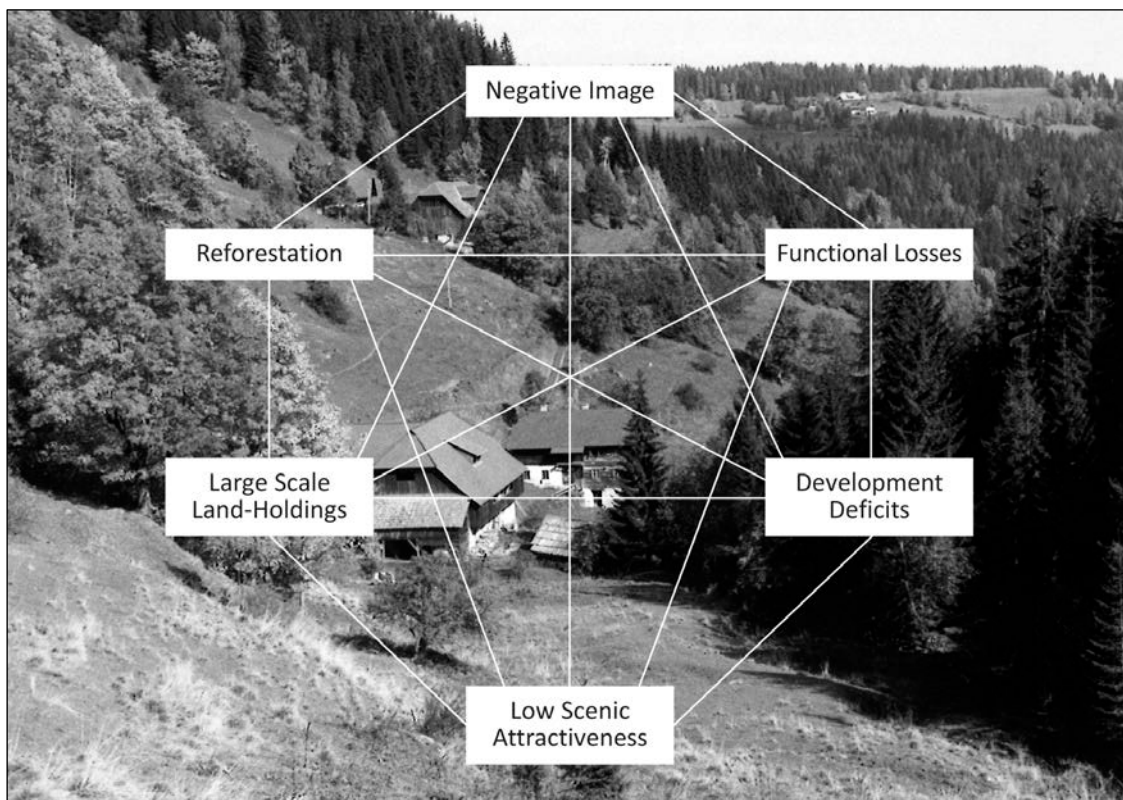 Negative Image
Reforestation
Functional Losses
Large Scale
Land-Holdings
Development
Deficits
Low Scenic
Attractiveness